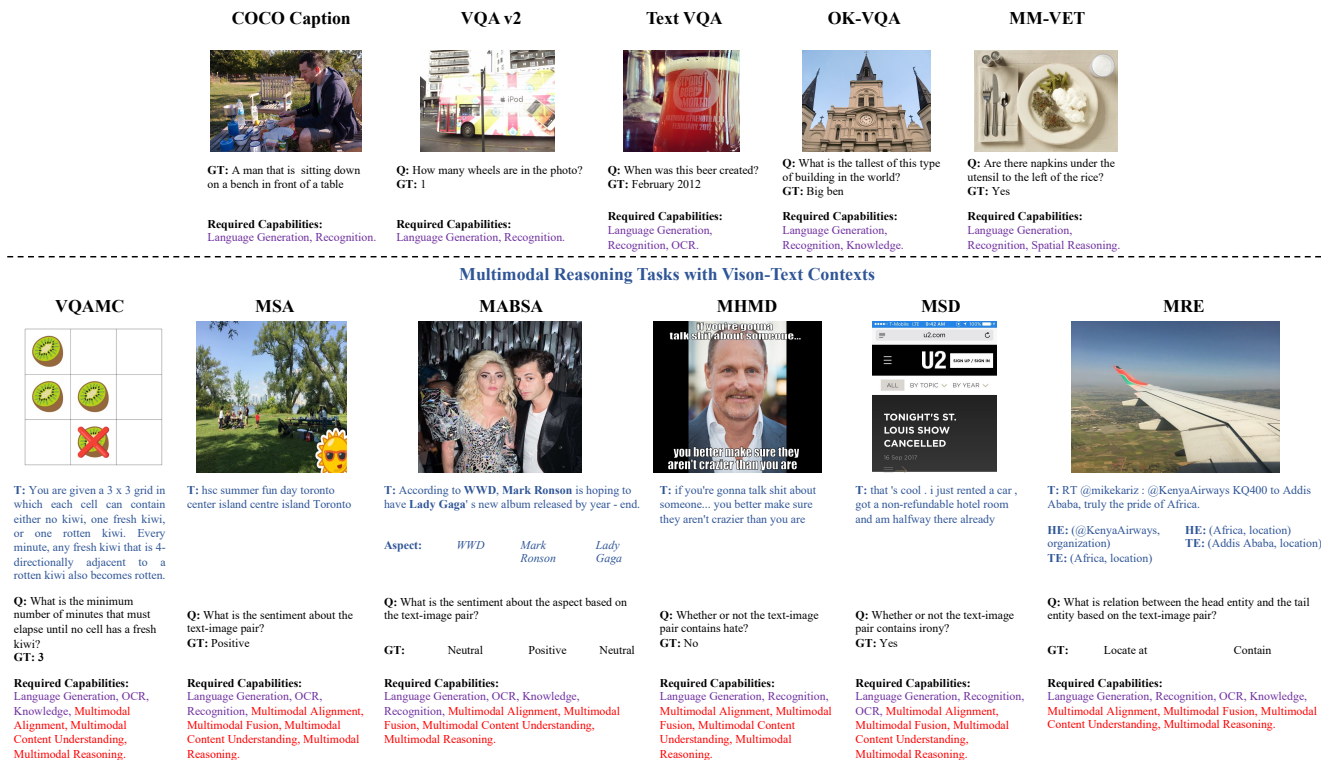 COCO Caption
VQA v2
Text VQA
OK-VQA
MM-VET
iPod
FEBRUARY 2012
GT: A man that is sitting down
on a bench in front of a table
Q: How many wheels are in the photo?
GT: 1
Q: When was this beer created?
GT: February 2012
Q: What is the tallest of this type
of building in the world?
GT: Big ben
Q: Are there napkins under the
utensil to the left of the rice?
GT: Yes
Required Capabilities:
Language Generation, Recognition.
Required Capabilities:
Language Generation, Recognition.
Required Capabilities:
Language Generation,
Recognition, OCR.
Required Capabilities:
Language Generation,
Recognition, Knowledge.
Required Capabilities:
Language Generation,
Recognition, Spatial Reasoning.
Multimodal Reasoning Tasks with Vison-Text Contexts
VQAMC
MSA
MABSA
MHMD
MSD
MRE
if you're gonna
talk shit about someone...
you better make sure they
aren't crazier than you are
T-Mobile LTE 9:42 AM 100%
u2.com
U2
SIGN UP / SIGN IN
ALL BY TOPIC BY YEAR
TONIGHT'S ST.
LOUIS SHOW
CANCELLED
16 Sep 2017
T: You are given a 3 x 3 grid in
which each cell can contain
either no kiwi, one fresh kiwi,
or one rotten kiwi. Every
minute, any fresh kiwi that is 4-
directionally adjacent to a
rotten kiwi also becomes rotten.
Q: What is the minimum
number of minutes that must
elapse until no cell has a fresh
kiwi?
GT: 3
Required Capabilities:
Language Generation, OCR,
Knowledge, Multimodal
Alignment, Multimodal
Content Understanding,
Multimodal Reasoning.
T: hsc summer fun day toronto
center island centre island Toronto
Q: What is the sentiment about the
text-image pair?
GT: Positive
Required Capabilities:
Language Generation, OCR,
Recognition, Multimodal Alignment,
Multimodal Fusion, Multimodal
Content Understanding, Multimodal
Reasoning.
T: According to WWD, Mark Ronson is hoping to
have Lady Gaga' s new album released by year - end.
Aspect: WWD Mark Ronson Lady Gaga
Q: What is the sentiment about the aspect based on
the text-image pair?
GT: Neutral Positive Neutral
Required Capabilities:
Language Generation, OCR, Knowledge,
Recognition, Multimodal Alignment, Multimodal
Fusion, Multimodal Content Understanding,
Multimodal Reasoning.
T: if you're gonna talk shit about
someone... you better make sure
they aren't crazier than you are
Q: Whether or not the text-image
pair contains hate?
GT: No
Required Capabilities:
Language Generation, Recognition,
Multimodal Alignment, Multimodal
Fusion, Multimodal Content
Understanding, Multimodal
Reasoning.
T: that 's cool . i just rented a car ,
got a non-refundable hotel room
and am halfway there already
Q: Whether or not the text-image
pair contains irony?
GT: Yes
Required Capabilities:
Language Generation, Recognition,
OCR, Multimodal Alignment,
Multimodal Fusion, Multimodal
Content Understanding,
Multimodal Reasoning.
T: RT @mikekariz : @KenyaAirways KQ400 to Addis
Ababa, truly the pride of Africa.
HE: (@KenyaAirways,
organization)
TE: (Africa, location)
HE: (Africa, location)
TE: (Addis Ababa, location)
Q: What is relation between the head entity and the tail
entity based on the text-image pair?
GT: Locate at Contain
Required Capabilities:
Language Generation, Recognition, OCR, Knowledge,
Multimodal Alignment, Multimodal Fusion, Multimodal
Content Understanding, Multimodal Reasoning.